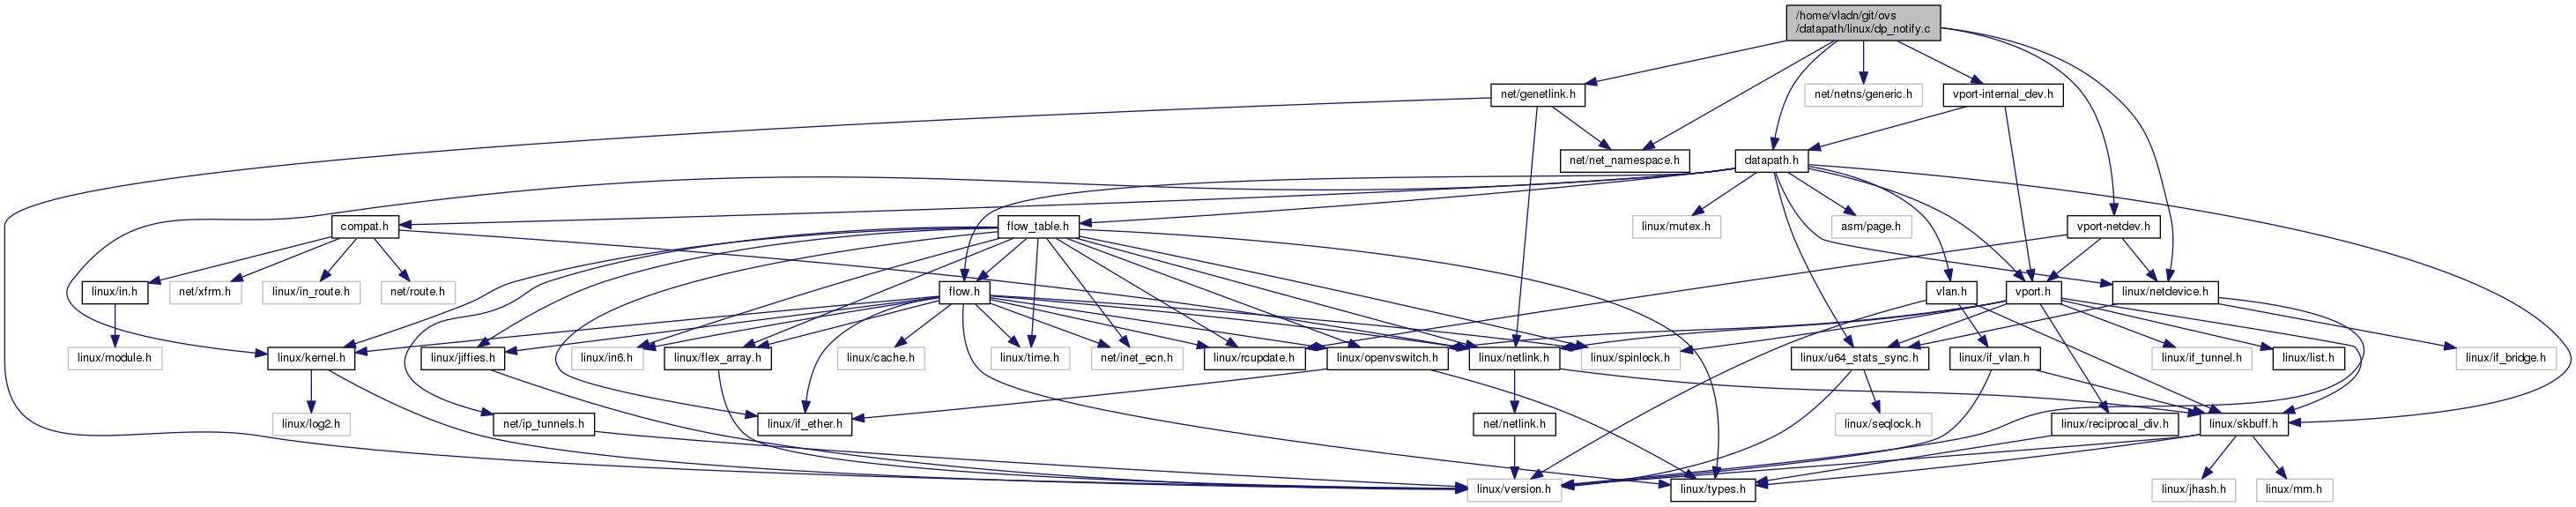 /home/vladn/git/ovs
/datapath/linux/dp_notify.c
net/genetlink.h
net/netns/generic.h
vport-internal_dev.h
net/net_namespace.h
datapath.h
compat.h
flow_table.h
linux/mutex.h
asm/page.h
vport-netdev.h
linux/in.h
net/xfrm.h
linux/in_route.h
net/route.h
flow.h
vlan.h
vport.h
linux/netdevice.h
linux/module.h
linux/kernel.h
linux/jiffies.h
linux/in6.h
linux/flex_array.h
linux/cache.h
linux/time.h
net/inet_ecn.h
linux/rcupdate.h
linux/openvswitch.h
linux/netlink.h
linux/spinlock.h
linux/u64_stats_sync.h
linux/if_vlan.h
linux/if_tunnel.h
linux/list.h
linux/if_bridge.h
linux/log2.h
net/ip_tunnels.h
linux/if_ether.h
net/netlink.h
linux/seqlock.h
linux/reciprocal_div.h
linux/skbuff.h
linux/version.h
linux/types.h
linux/jhash.h
linux/mm.h